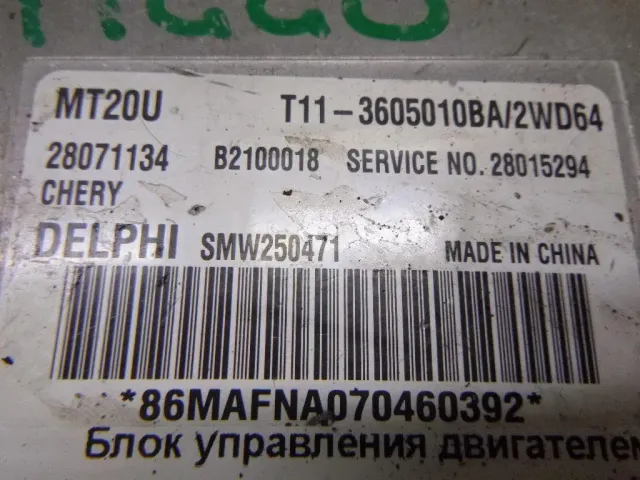 MT20U T11-3605010BA/2WD64
28071134 B2100018 SERVICE NO. 28015294
CHERY
DELPHI SMW250471 MADE IN CHINA
*86MAFNA070460392*
Блок управления двигателем